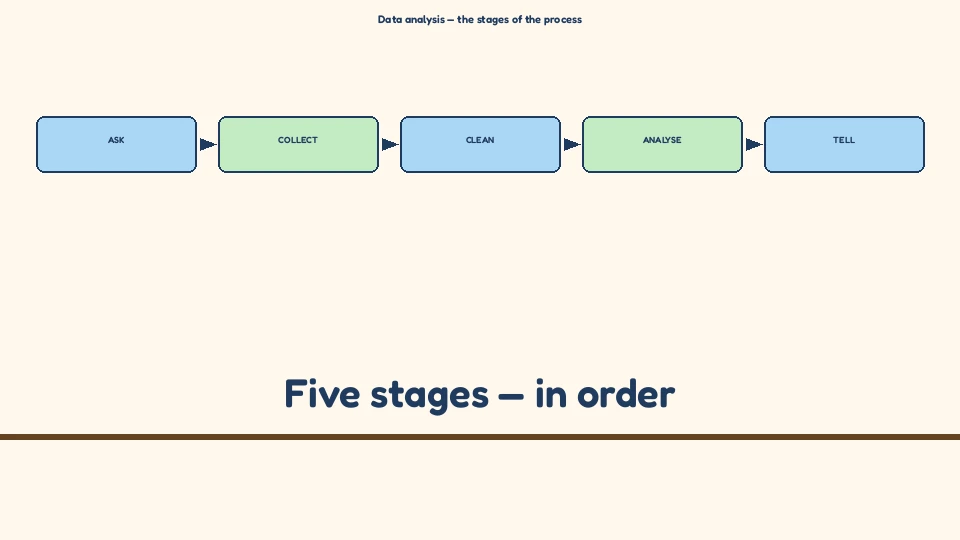 Data analysis — the stages of the process
ASK
COLLECT
CLEAN
ANALYSE
TELL
Five stages — in order